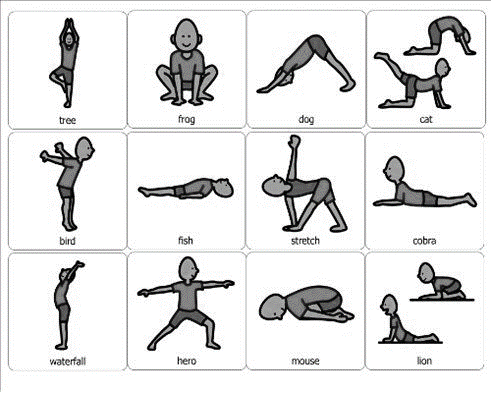 tree
frog
dog
cat
bird
fish
stretch
cobra
waterfall
hero
mouse
lion